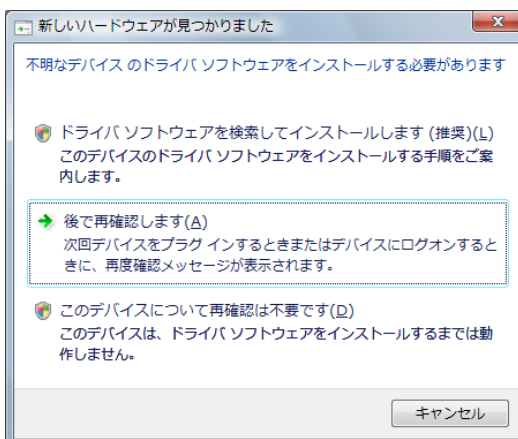 新しいハードウェアが見つかりました
不明なデバイス のドライバ ソフトウェアをインストールする必要があります
ドライバ ソフトウェアを検索してインストールします (推奨)(L)
このデバイスのドライバ ソフトウェアをインストールする手順をご案
内します。
後で再確認します(A)
次回デバイスをプラグ インするときまたはデバイスにログオンすると
きに、再度確認メッセージが表示されます。
このデバイスについて再確認は不要です(D)
このデバイスは、ドライバ ソフトウェアをインストールするまでは動
作しません。
キャンセル